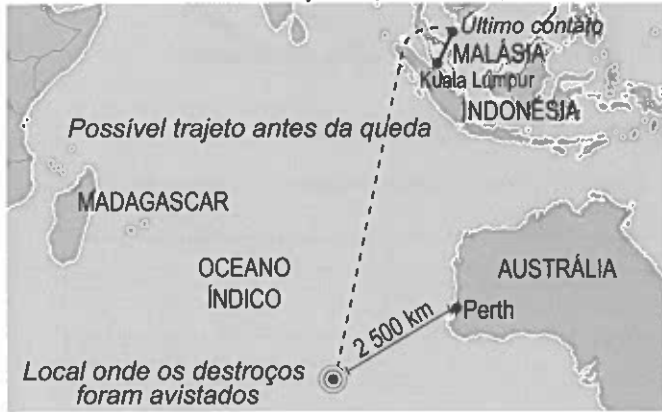 Último contato
MALÁSIA
Kuala Lumpur
INDONÉSIA
Possível trajeto antes da queda
MADAGASCAR
OCEANO
ÍNDICO
AUSTRÁLIA
Perth
2 500 km
Local onde os destroços
foram avistados